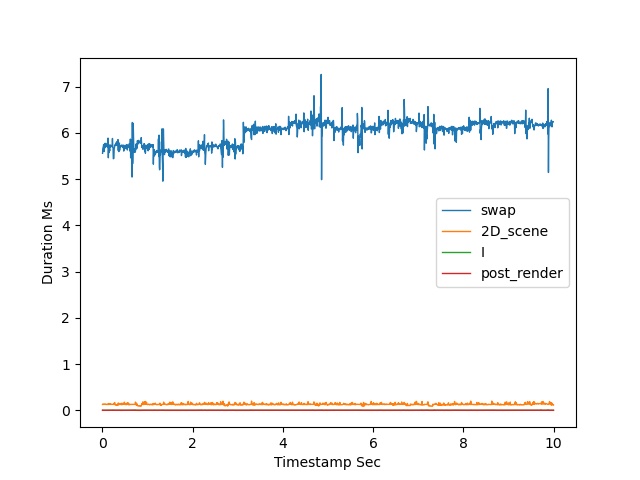 7
6
5
4
3
2
1
0
Duration Ms
swap
2D_scene
I
post_render
0 2 4 6 8 10
Timestamp Sec